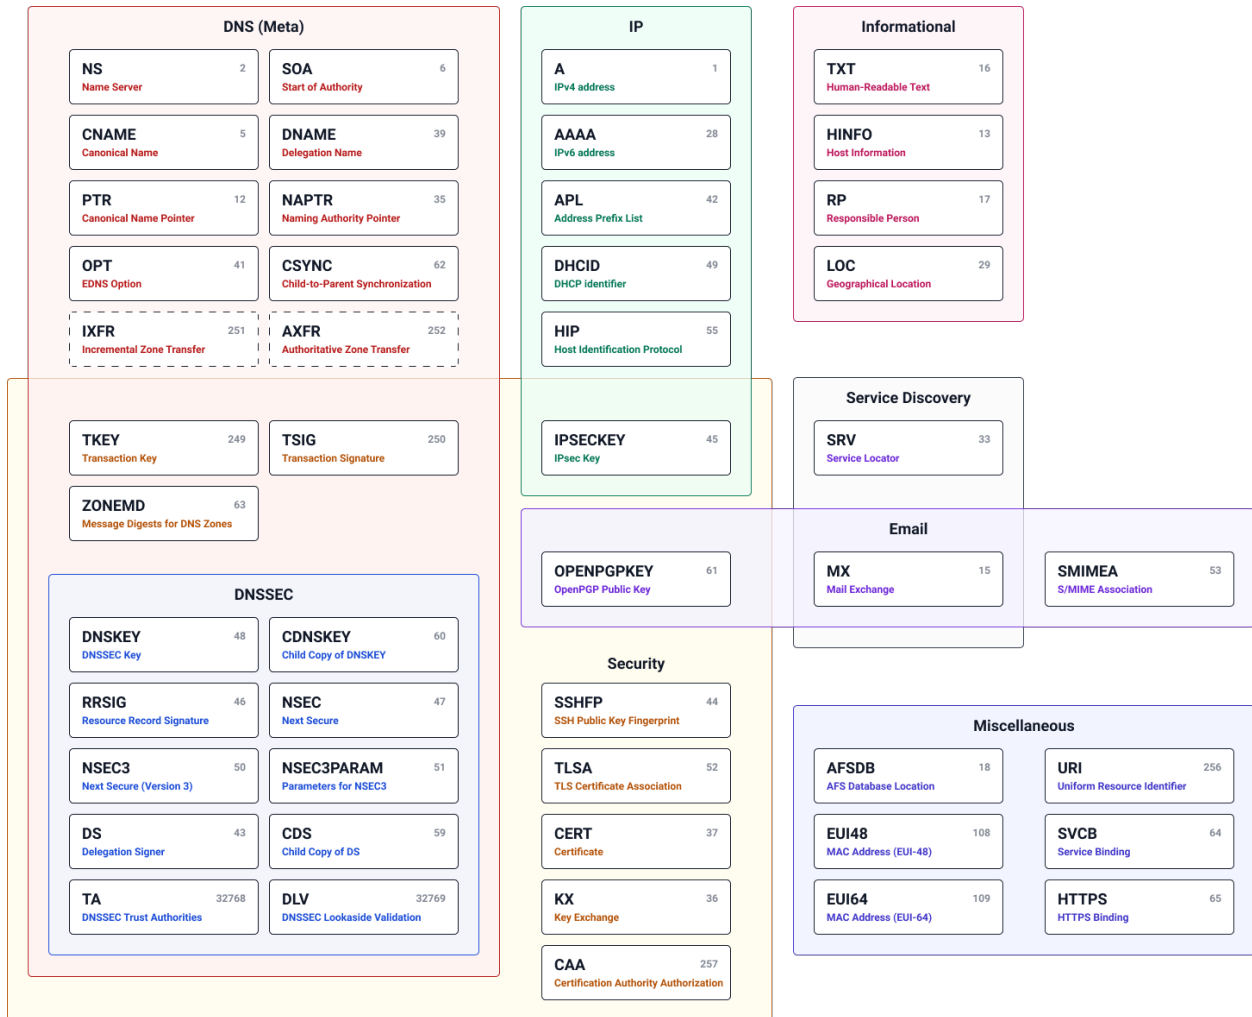 DNS (Meta)
NS 2
Name Server
SOA 6
Start of Authority
CNAME 5
Canonical Name
DNAME 39
Delegation Name
PTR 12
Canonical Name Pointer
NAPTR 35
Naming Authority Pointer
OPT 41
EDNS Option
CSYNC 62
Child-to-Parent Synchronization
IXFR 251
Incremental Zone Transfer
AXFR 252
Authoritative Zone Transfer
TKEY 249
Transaction Key
TSIG 250
Transaction Signature
ZONEMD 63
Message Digests for DNS Zones
DNSSEC
DNSKEY 48
DNSSEC Key
CDNSKEY 60
Child Copy of DNSKEY
RRSIG 46
Resource Record Signature
NSEC 47
Next Secure
NSEC3 50
Next Secure (Version 3)
NSEC3PARAM 51
Parameters for NSEC3
DS 43
Delegation Signer
CDS 59
Child Copy of DS
TA 32768
DNSSEC Trust Authorities
DLV 32769
DNSSEC Lookaside Validation
IP
A 1
IPv4 address
AAAA 28
IPv6 address
APL 42
Address Prefix List
DHCID 49
DHCP identifier
HIP 55
Host Identification Protocol
IPSECKEY 45
IPsec Key
Informational
TXT 16
Human-Readable Text
HINFO 13
Host Information
RP 17
Responsible Person
LOC 29
Geographical Location
Service Discovery
SRV 33
Service Locator
Email
OPENPGPKEY 61
OpenPGP Public Key
MX 15
Mail Exchange
SMIMEA 53
S/MIME Association
Security
SSHFP 44
SSH Public Key Fingerprint
TLSA 52
TLS Certificate Association
CERT 37
Certificate
KX 36
Key Exchange
CAA 257
Certification Authority Authorization
Miscellaneous
AFSDB 18
AFS Database Location
URI 256
Uniform Resource Identifier
EUI48 108
MAC Address (EUI-48)
SVCB 64
Service Binding
EUI64 109
MAC Address (EUI-64)
HTTPS 65
HTTPS Binding